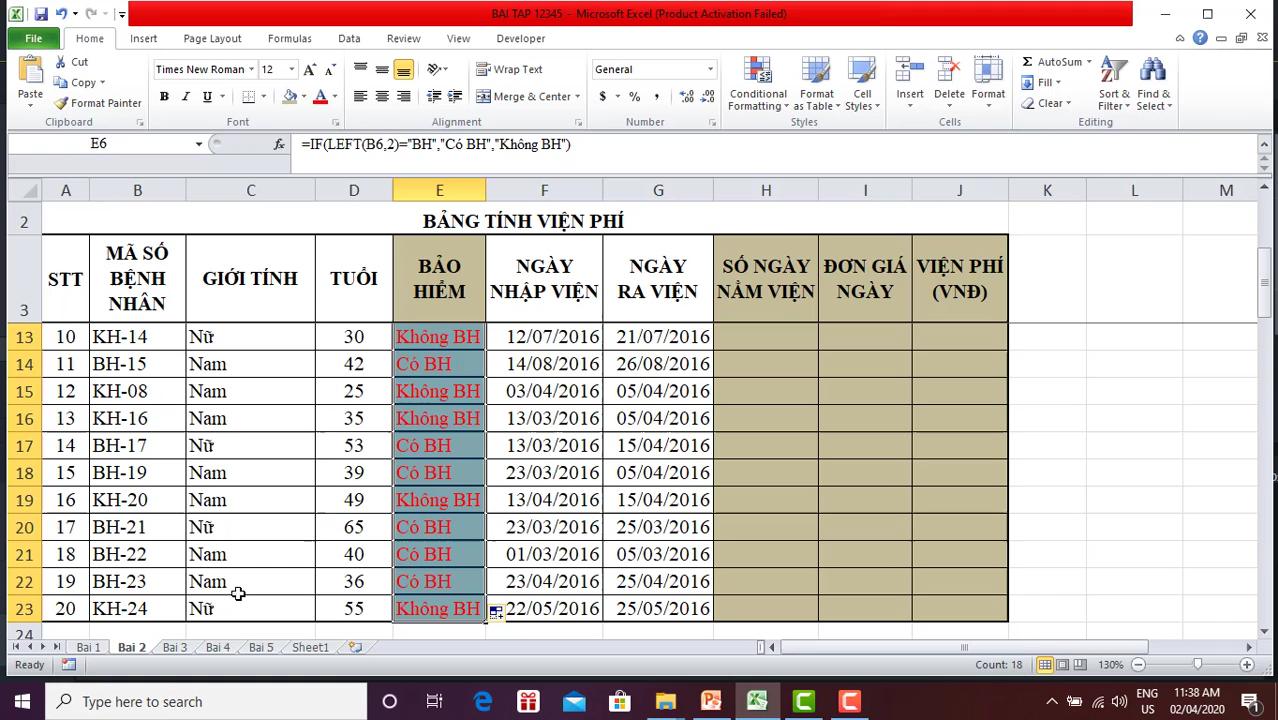 BAI TAP 12345 - Microsoft Excel (Product Activation Failed)
File Home Insert Page Layout Formulas Data Review View Developer
Paste Cut Copy Format Painter
Times New Roman 12
B I U A A A
Wrap Text
Merge & Center
General
$ % ,
Conditional Formatting
Format as Table
Cell Styles
Insert Delete Format
AutoSum
Fill
Clear
Sort & Filter
Find & Select
Clipboard Font Alignment Number Styles Cells Editing
E6 fx =IF(LEFT(B6,2)="BH","Có BH","Không BH")
A B C D E F G H I J K L M
2 BẢNG TÍNH VIỆN PHÍ
3 STT MÃ SỐ BỆNH NHÂN GIỚI TÍNH TUỔI BẢO HIỂM NGÀY NHẬP VIỆN NGÀY RA VIỆN SỐ NGÀY NẰM VIỆN ĐƠN GIÁ NGÀY VIỆN PHÍ (VNĐ)
13 10 KH-14 Nữ 30 Không BH 12/07/2016 21/07/2016
14 11 BH-15 Nam 42 Có BH 14/08/2016 26/08/2016
15 12 KH-08 Nam 25 Không BH 03/04/2016 05/04/2016
16 13 KH-16 Nam 35 Không BH 13/03/2016 05/04/2016
17 14 BH-17 Nữ 53 Có BH 13/03/2016 15/04/2016
18 15 BH-19 Nam 39 Có BH 23/03/2016 05/04/2016
19 16 KH-20 Nam 49 Không BH 13/04/2016 15/04/2016
20 17 BH-21 Nữ 65 Có BH 23/03/2016 25/03/2016
21 18 BH-22 Nam 40 Có BH 01/03/2016 05/03/2016
22 19 BH-23 Nam 36 Có BH 23/04/2016 25/04/2016
23 20 KH-24 Nữ 55 Không BH 22/05/2016 25/05/2016
24
Bai 1 Bai 2 Bai 3 Bai 4 Bai 5 Sheet1
Ready Count: 18 130%
Type here to search
ENG US
11:38 AM
02/04/2020
1